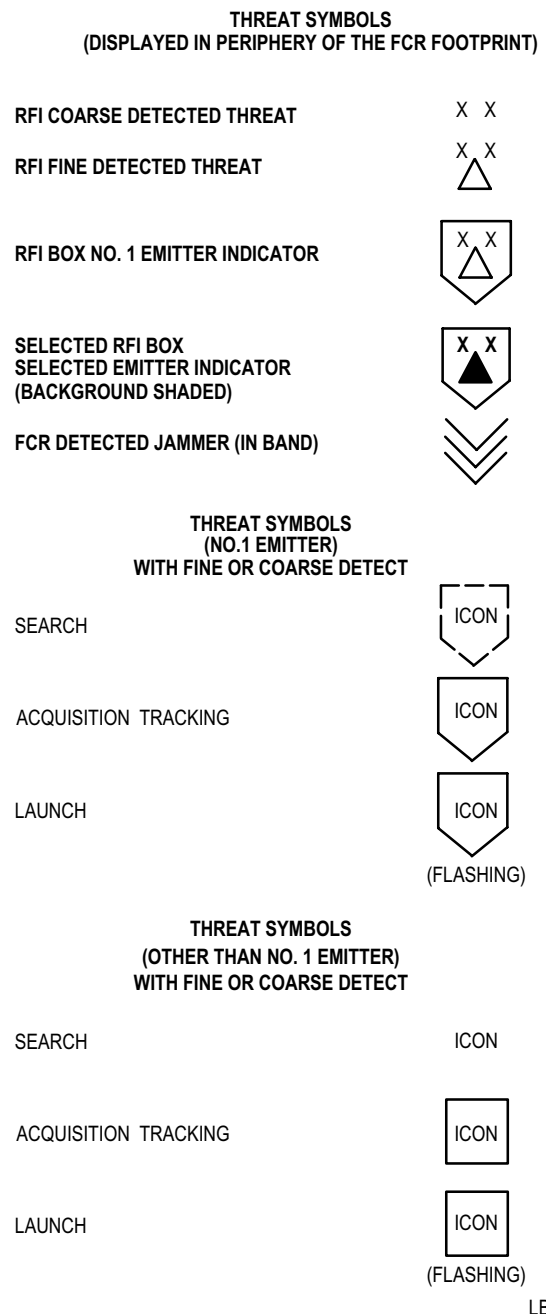 THREAT SYMBOLS
(DISPLAYED IN PERIPHERY OF THE FCR FOOTPRINT)
RFI COARSE DETECTED THREAT X X
RFI FINE DETECTED THREAT X X
RFI BOX NO. 1 EMITTER INDICATOR X X
SELECTED RFI BOX
SELECTED EMITTER INDICATOR X X
(BACKGROUND SHADED)
FCR DETECTED JAMMER (IN BAND)
THREAT SYMBOLS
(NO.1 EMITTER)
WITH FINE OR COARSE DETECT
SEARCH ICON
ACQUISITION TRACKING ICON
LAUNCH ICON
(FLASHING)
THREAT SYMBOLS
(OTHER THAN NO. 1 EMITTER)
WITH FINE OR COARSE DETECT
SEARCH ICON
ACQUISITION TRACKING ICON
LAUNCH ICON
(FLASHING)